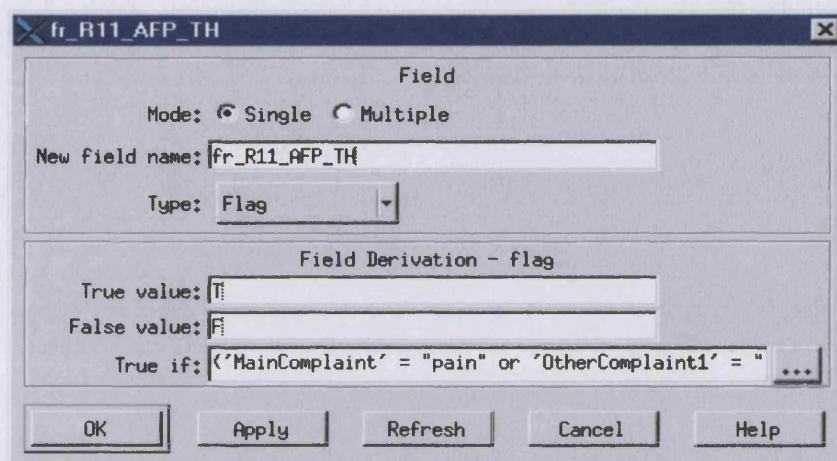 fr_R11_AFP_TH
Field
Mode: Single Multiple
New field name: fr_R11_AFP_TH
Type: Flag
Field Derivation - flag
True value: T
False value: F
True if: ('MainComplaint' = "pain" or 'OtherComplaint1' = "
...
OK Apply Refresh Cancel Help